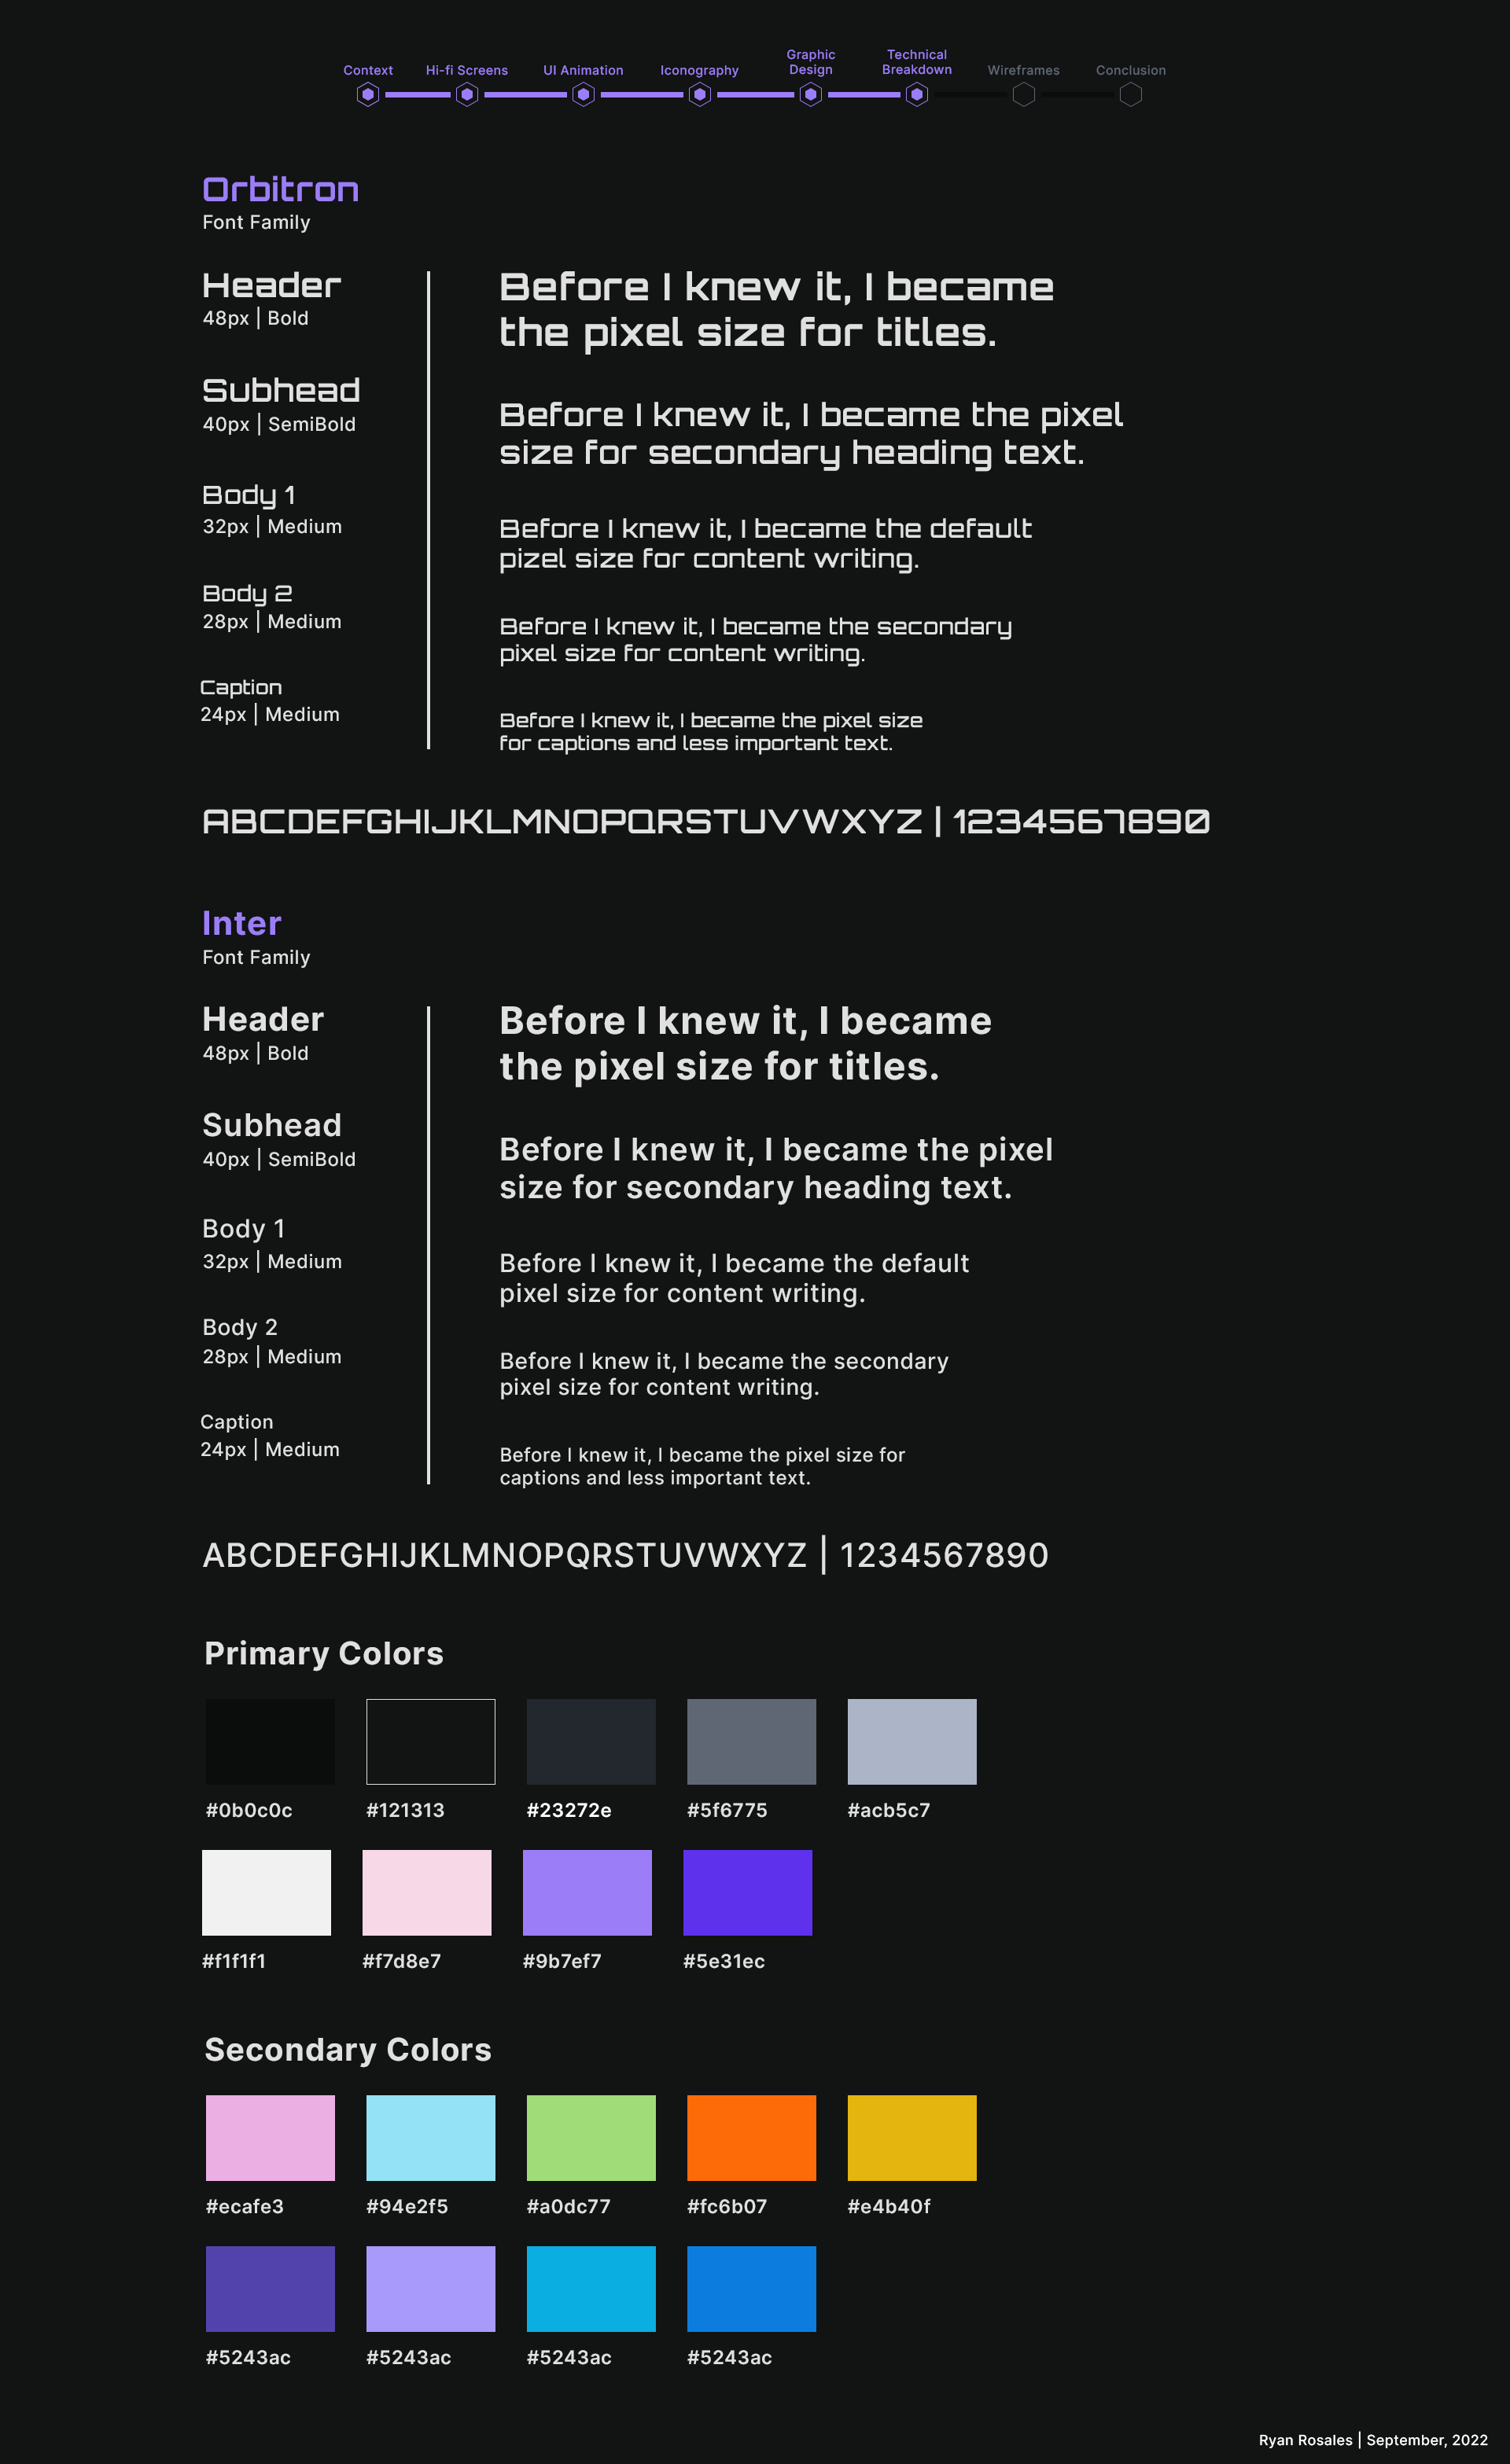 Context
Hi-fi Screens
UI Animation
Iconography
Graphic
Design
Technical
Breakdown
Wireframes
Conclusion
Orbitron
Font Family
Header
48px | Bold
Before I knew it, I became
the pixel size for titles.
Subhead
40px | SemiBold
Before I knew it, I became the pixel
size for secondary heading text.
Body 1
32px | Medium
Before I knew it, I became the default
pizel size for content writing.
Body 2
28px | Medium
Before I knew it, I became the secondary
pixel size for content writing.
Caption
24px | Medium
Before I knew it, I became the pixel size
for captions and less important text.
ABCDEFGHIJKLMNOPQRSTUVWXYZ | 1234567890
Inter
Font Family
Header
48px | Bold
Before I knew it, I became
the pixel size for titles.
Subhead
40px | SemiBold
Before I knew it, I became the pixel
size for secondary heading text.
Body 1
32px | Medium
Before I knew it, I became the default
pixel size for content writing.
Body 2
28px | Medium
Before I knew it, I became the secondary
pixel size for content writing.
Caption
24px | Medium
Before I knew it, I became the pixel size for
captions and less important text.
ABCDEFGHIJKLMNOPQRSTUVWXYZ | 1234567890
Primary Colors
#0b0c0c #121313 #23272e #5f6775 #acb5c7
#f1f1f1 #f7d8e7 #9b7ef7 #5e31ec
Secondary Colors
#ecafe3 #94e2f5 #a0dc77 #fc6b07 #e4b40f
#5243ac #5243ac #5243ac #5243ac
Ryan Rosales | September, 2022